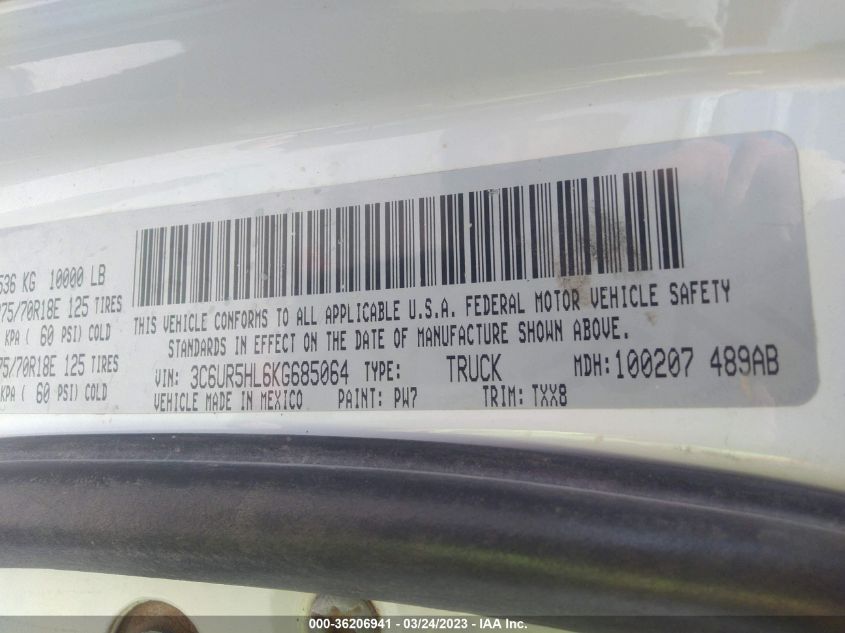 536 KG 10000 LB
75/70R18E 125 TIRES
KPA ( 60 PSI) COLD
75/70R18E 125 TIRES
KPA ( 60 PSI) COLD
THIS VEHICLE CONFORMS TO ALL APPLICABLE U.S.A. FEDERAL MOTOR VEHICLE SAFETY
STANDARDS IN EFFECT ON THE DATE OF MANUFACTURE SHOWN ABOVE.
VIN: 3C6UR5HL6KG685064 TYPE: TRUCK MDH: 100207 489AB
VEHICLE MADE IN MEXICO PAINT: PW7 TRIM: TXX8
000-36206941 - 03/24/2023 - IAA Inc.